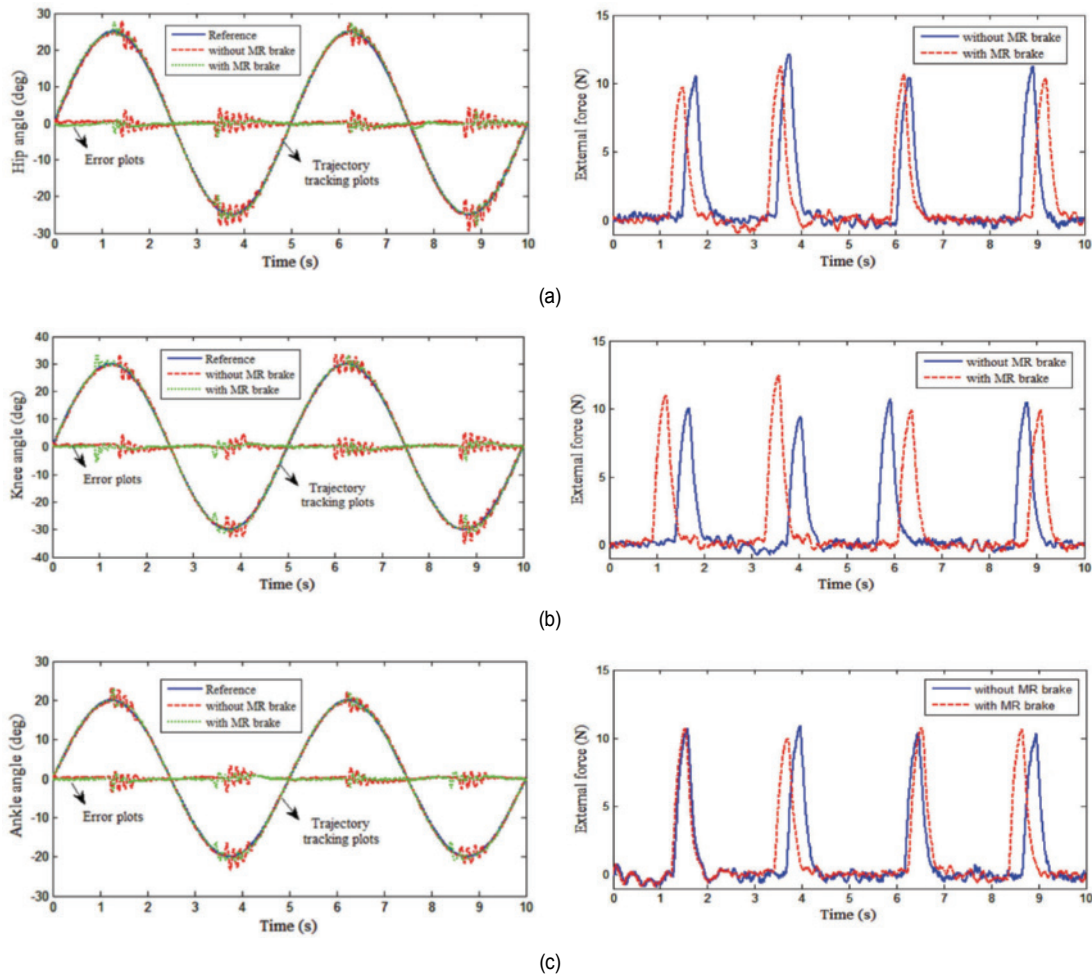 30
20
10
0
-10
-20
-30
Hip angle (deg)
Reference
without MR brake
with MR brake
Error plots
Trajectory
tracking plots
0 1 2 3 4 5 6 7 8 9 10
Time (s)
15
10
5
0
External force (N)
without MR brake
with MR brake
0 1 2 3 4 5 6 7 8 9 10
Time (s)
(a)
40
30
20
10
0
-10
-20
-30
-40
Knee angle (deg)
Reference
without MR brake
with MR brake
Error plots
Trajectory
tracking plots
0 1 2 3 4 5 6 7 8 9 10
Time (s)
15
10
5
0
External force (N)
without MR brake
with MR brake
0 1 2 3 4 5 6 7 8 9 10
Time (s)
(b)
30
20
10
0
-10
-20
-30
Ankle angle (deg)
Reference
without MR brake
with MR brake
Error plots
Trajectory
tracking plots
0 1 2 3 4 5 6 7 8 9 10
Time (s)
15
10
5
0
External force (N)
without MR brake
with MR brake
0 1 2 3 4 5 6 7 8 9 10
Time (s)
(c)